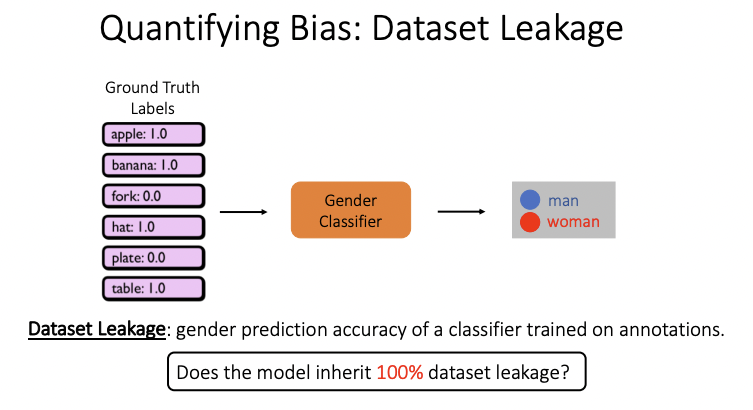 Quantifying Bias: Dataset Leakage
Ground Truth
Labels
apple: 1.0
banana: 1.0
fork: 0.0
hat: 1.0
plate: 0.0
table: 1.0
Gender
Classifier
man
woman
Dataset Leakage: gender prediction accuracy of a classifier trained on annotations.
Does the model inherit 100% dataset leakage?